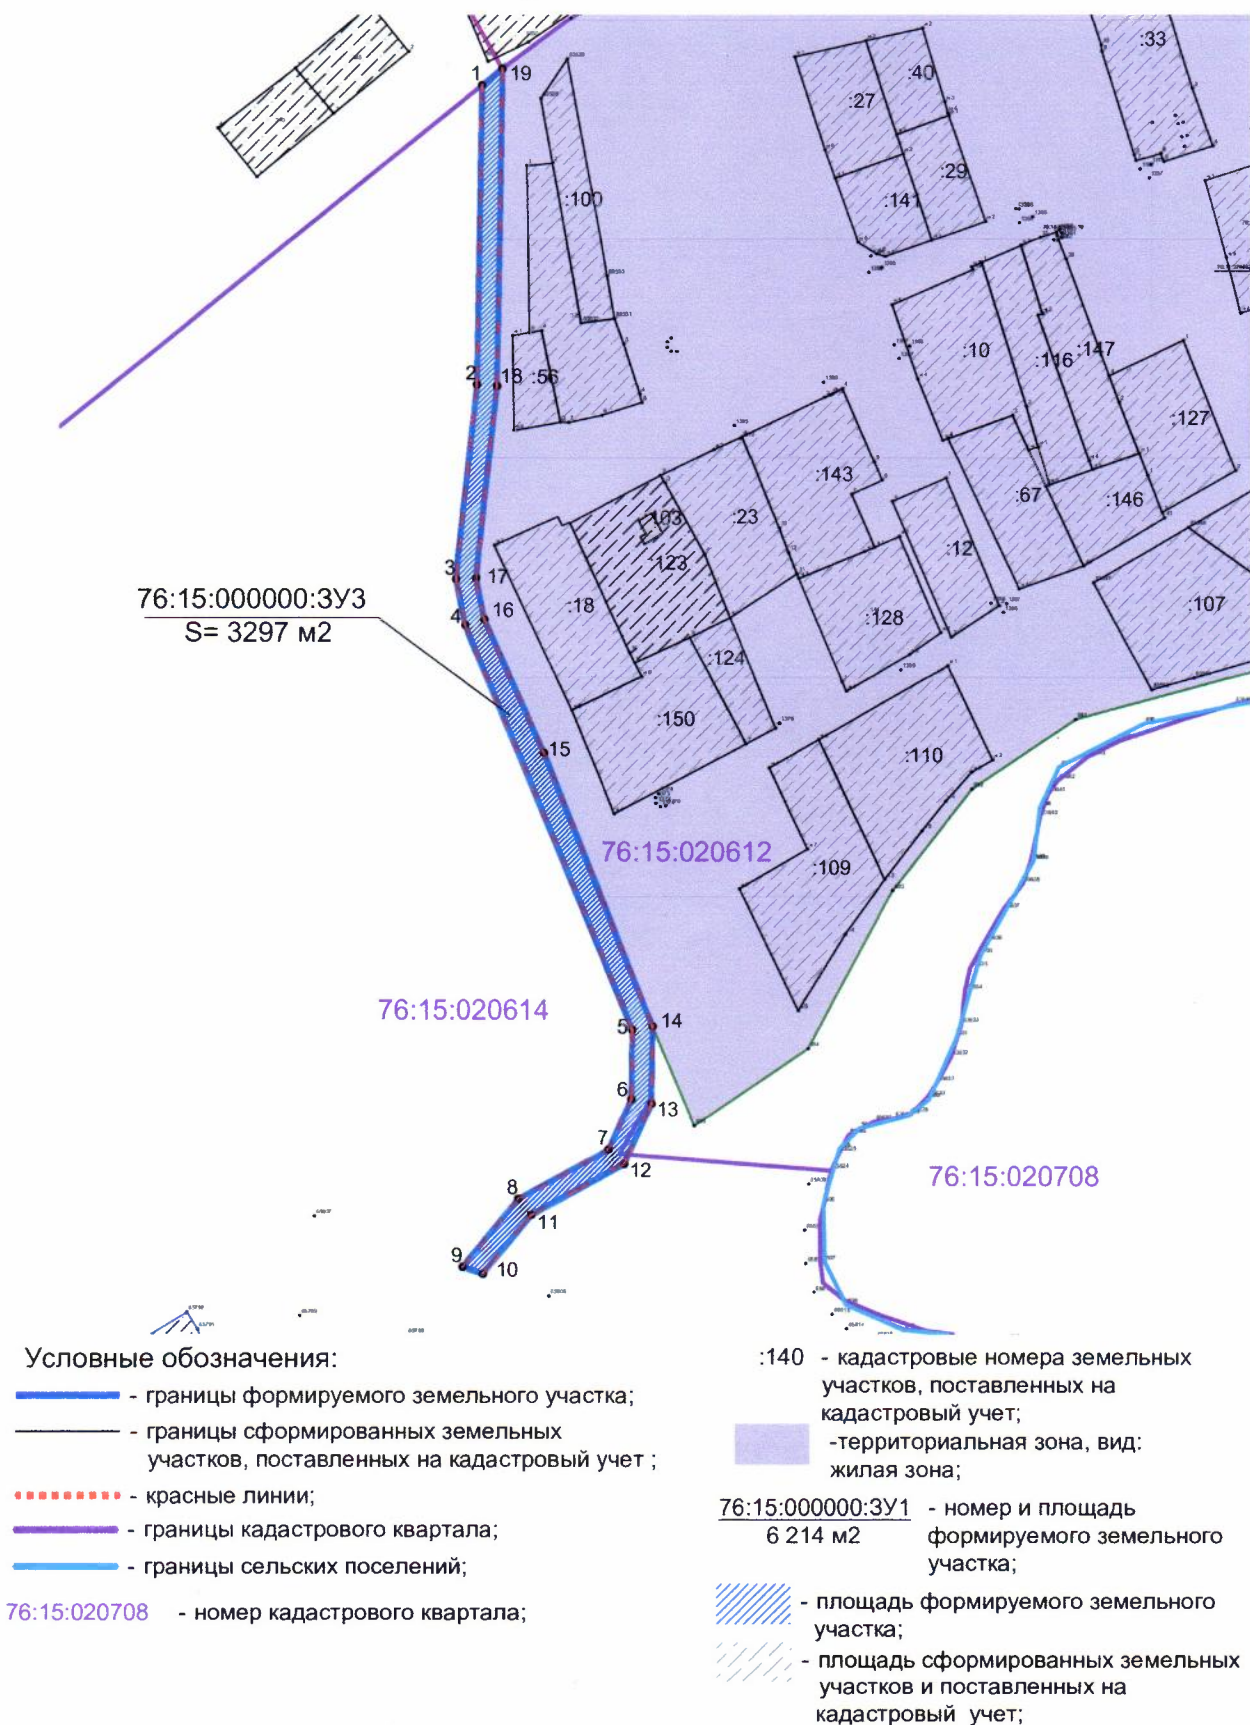 1
19
:33
:40
:27
:29
:141
:100
:10
:147
:116
2
18
:56
:127
:143
:67
:146
:23
:103
:12
:123
3
17
76:15:000000:ЗУ3
S= 3297 м2
4
16
:18
:128
:107
:124
:150
15
:110
76:15:020612
:109
76:15:020614
5
14
6
13
7
12
76:15:020708
8
11
9
10
Условные обозначения:
- границы формируемого земельного участка;
- границы сформированных земельных
участков, поставленных на кадастровый учет ;
- красные линии;
- границы кадастрового квартала;
- границы сельских поселений;
76:15:020708 - номер кадастрового квартала;
:140 - кадастровые номера земельных
участков, поставленных на
кадастровый учет;
-территориальная зона, вид:
жилая зона;
76:15:000000:ЗУ1 - номер и площадь
6 214 м2 формируемого земельного
участка;
- площадь формируемого земельного
участка;
- площадь сформированных земельных
участков и поставленных на
кадастровый учет;